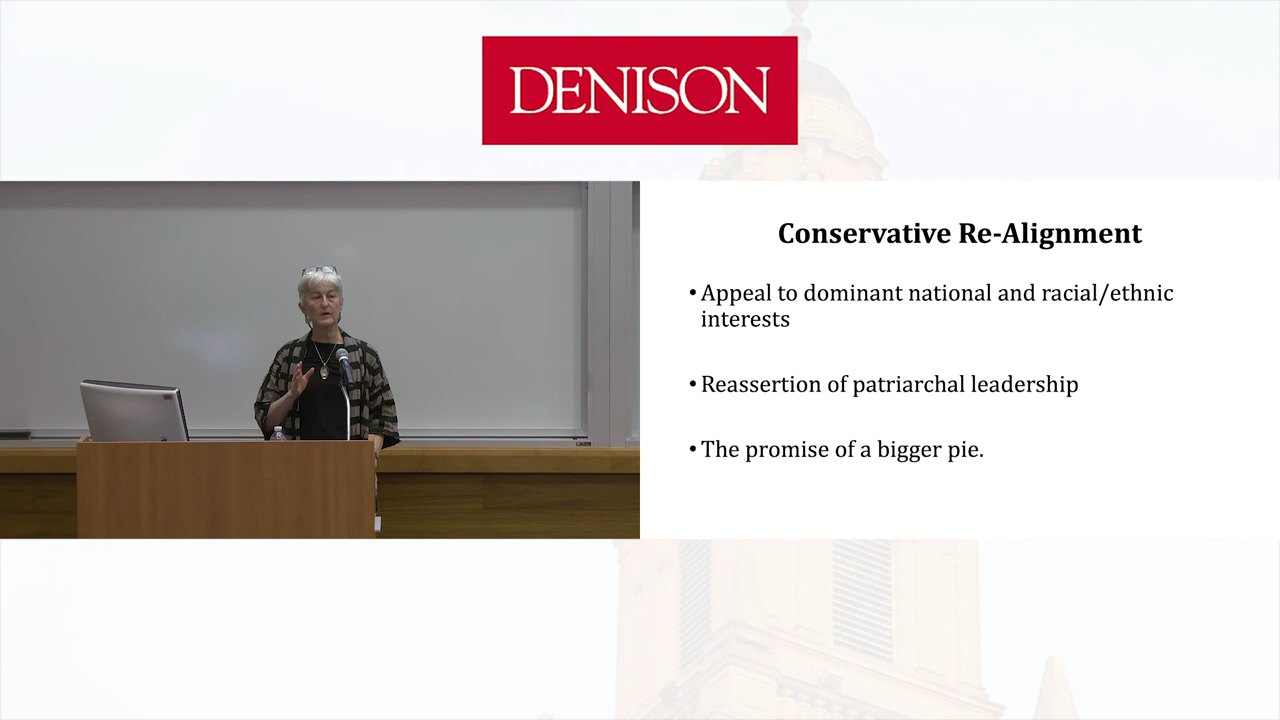 DENISON
Conservative Re-Alignment
• Appeal to dominant national and racial/ethnic
interests
• Reassertion of patriarchal leadership
• The promise of a bigger pie.